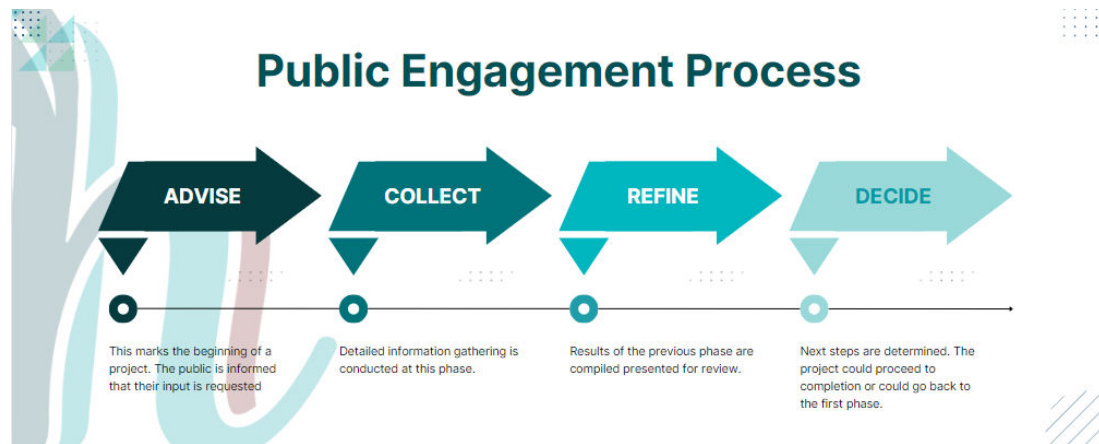 Public Engagement Process
ADVISE
COLLECT
REFINE
DECIDE
This marks the beginning of a
project. The public is informed
that their input is requested
Detailed information gathering is
conducted at this phase.
Results of the previous phase are
compiled presented for review.
Next steps are determined. The
project could proceed to
completion or could go back to
the first phase.